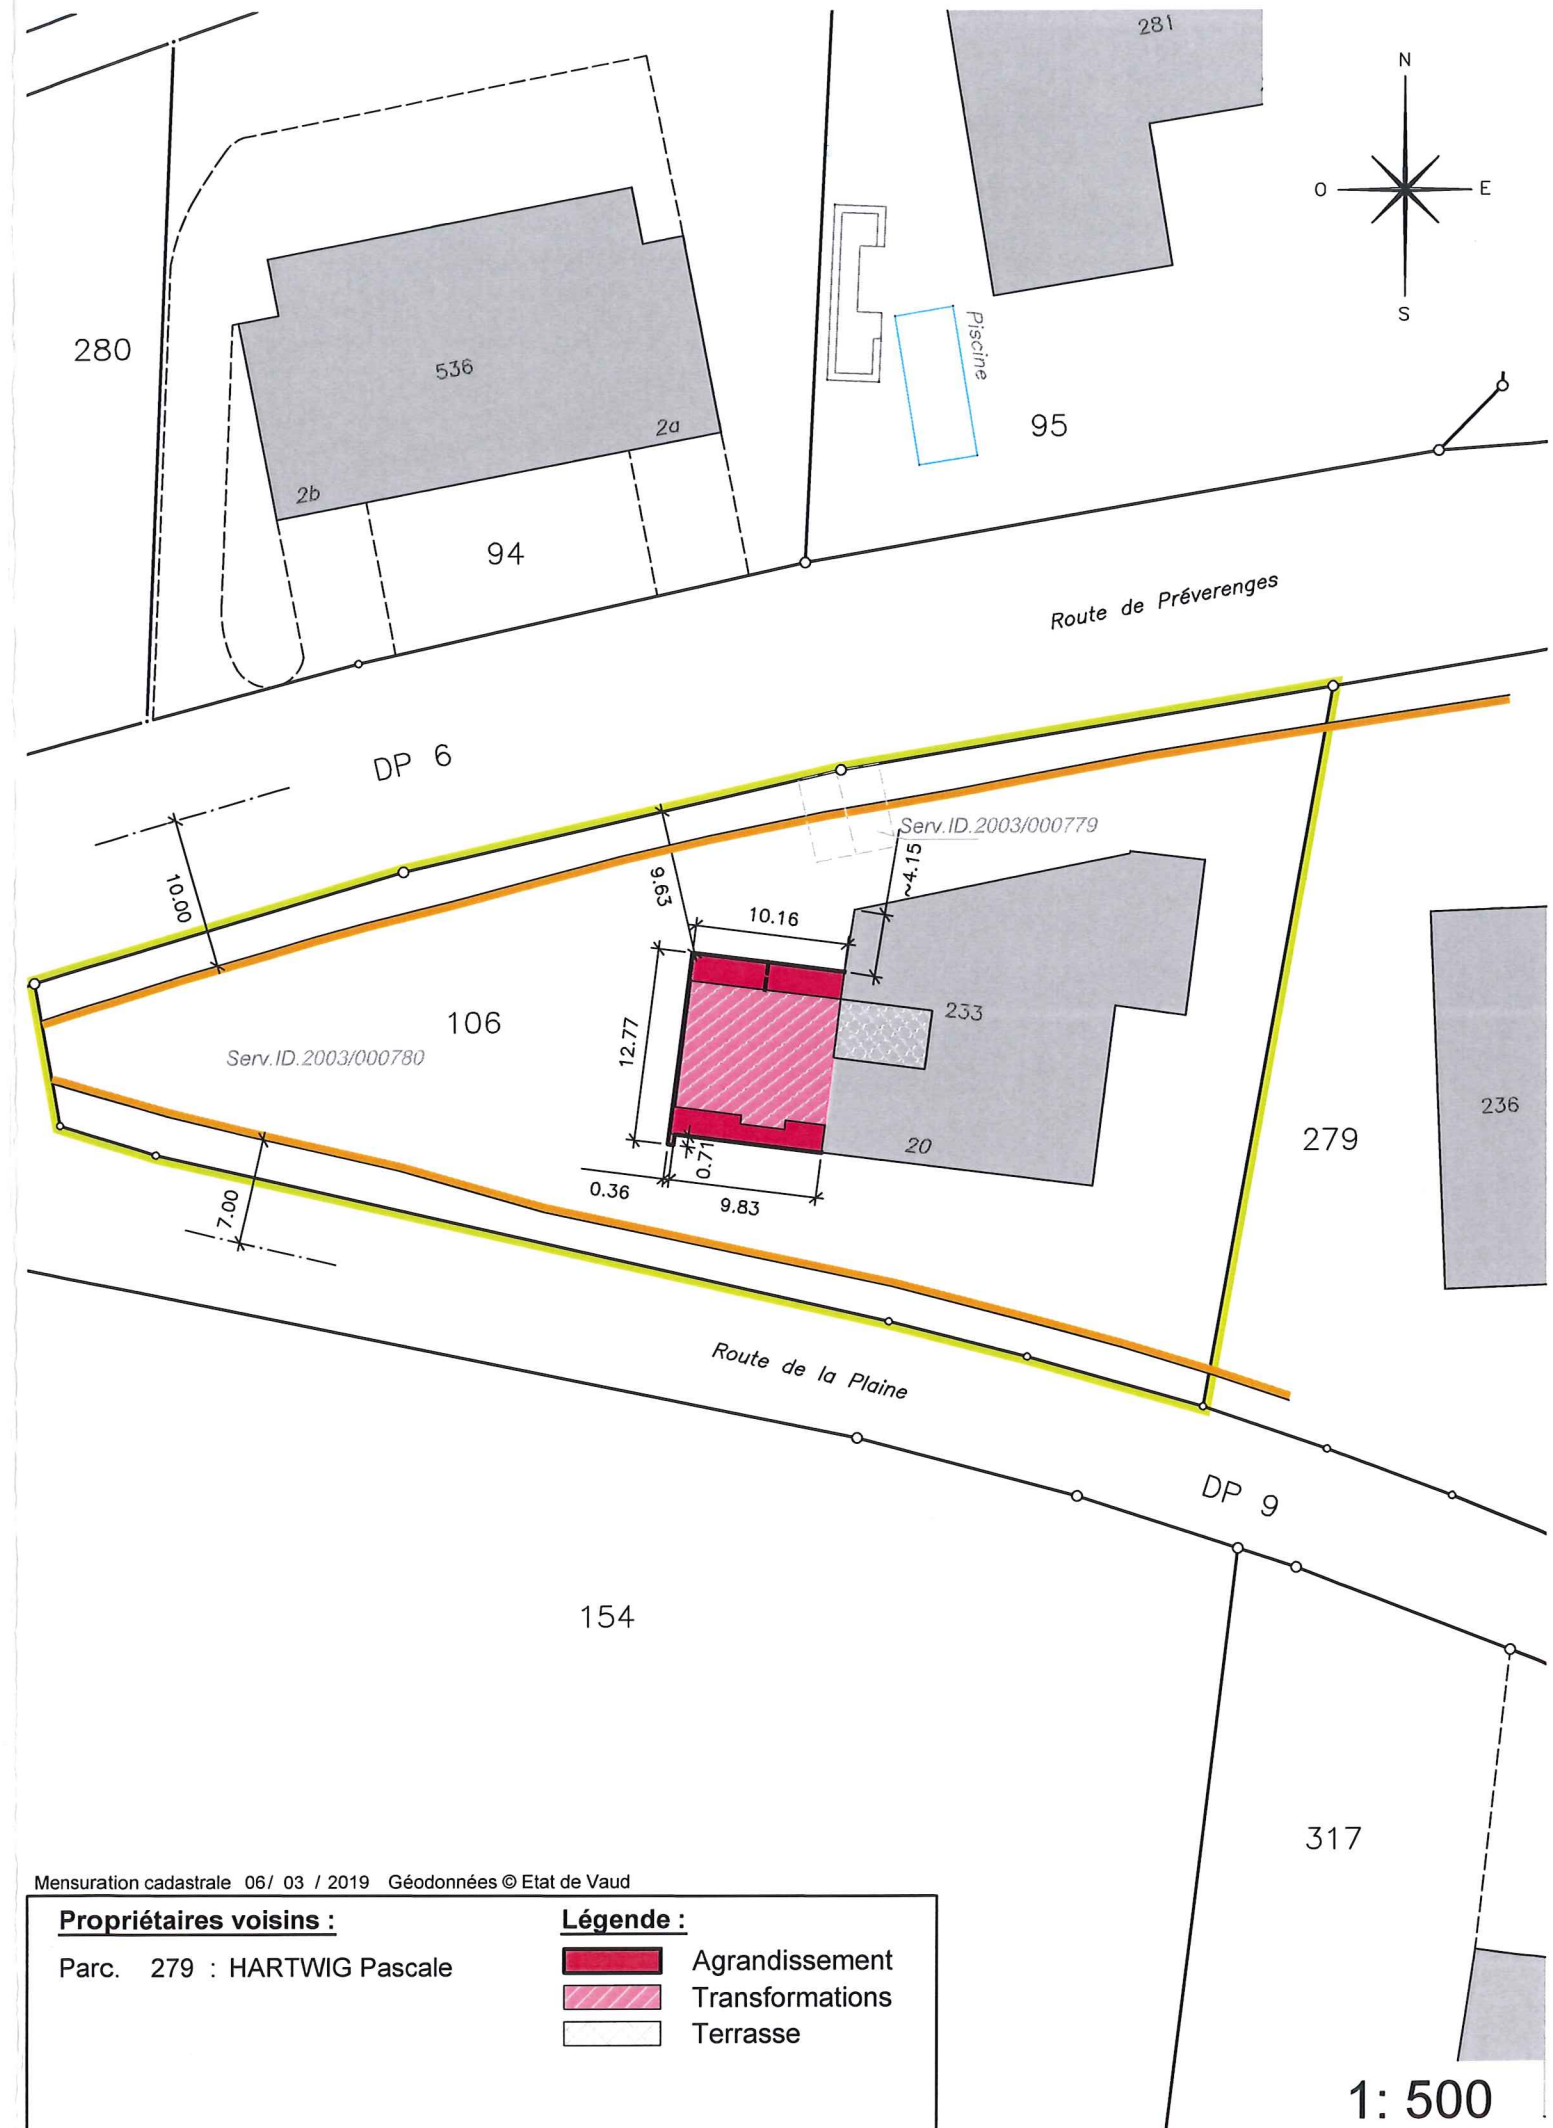 281
N
O
E
S
280
536
Piscine
95
2a
2b
94
Route de Préverenges
DP 6
Serv.ID.2003/000779
~4.15
10.00
9.63
10.16
106
233
12.77
Serv.ID.2003/000780
236
279
20
0.71
0.36
9.83
7.00
Route de la Plaine
DP 9
154
317
Mensuration cadastrale 06/ 03 / 2019 Géodonnées © Etat de Vaud
Propriétaires voisins :
Légende :
Parc. 279 : HARTWIG Pascale
Agrandissement
Transformations
Terrasse
1: 500